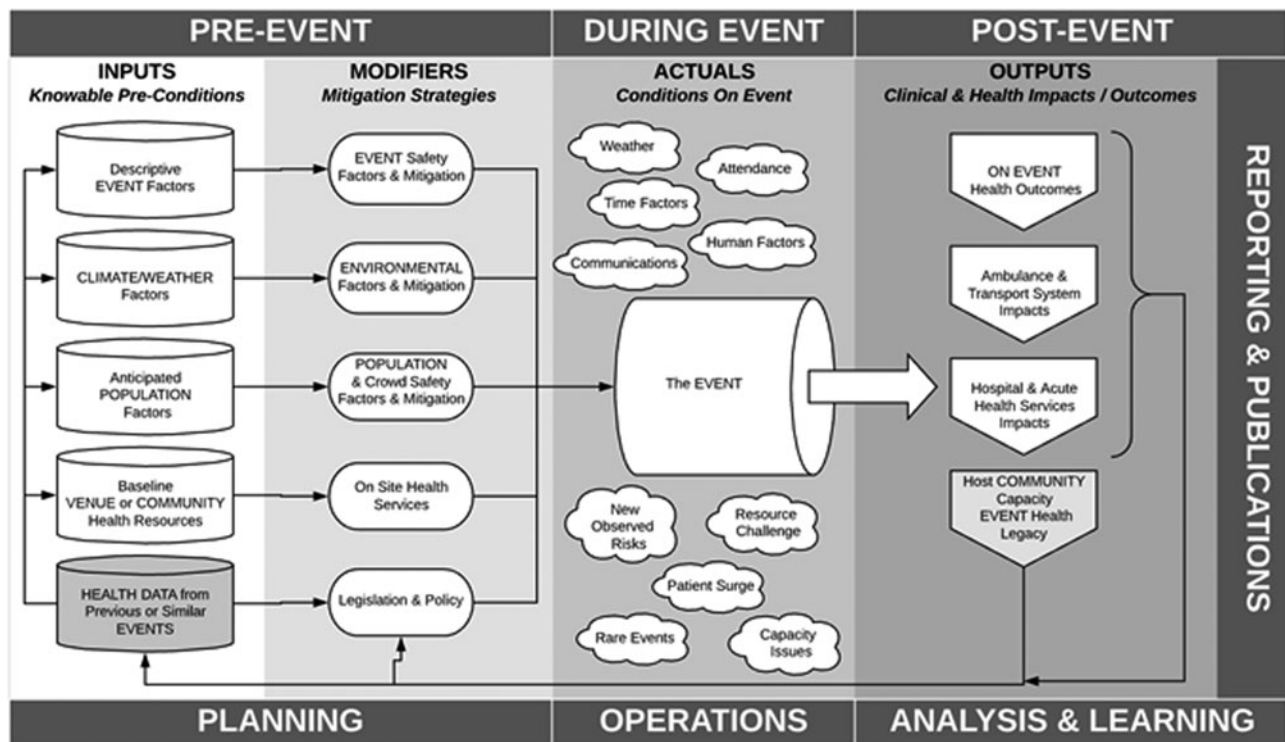 PRE-EVENT
DURING EVENT
POST-EVENT
INPUTS
Knowable Pre-Conditions
MODIFIERS
Mitigation Strategies
ACTUALS
Conditions On Event
OUTPUTS
Clinical & Health Impacts / Outcomes
Descriptive
EVENT Factors
CLIMATE/WEATHER
Factors
Anticipated
POPULATION
Factors
Baseline
VENUE or COMMUNITY
Health Resources
HEALTH DATA from
Previous or Similar
EVENTS
EVENT Safety
Factors & Mitigation
ENVIRONMENTAL
Factors & Mitigation
POPULATION
& Crowd Safety
Factors & Mitigation
On Site Health
Services
Legislation & Policy
Weather
Attendance
Time Factors
Human Factors
Communications
The EVENT
New
Observed
Risks
Resource
Challenge
Patient Surge
Rare Events
Capacity
Issues
ON EVENT
Health Outcomes
Ambulance &
Transport System
Impacts
Hospital & Acute
Health Services
Impacts
Host COMMUNITY
Capacity
EVENT Health
Legacy
REPORTING & PUBLICATIONS
PLANNING
OPERATIONS
ANALYSIS & LEARNING